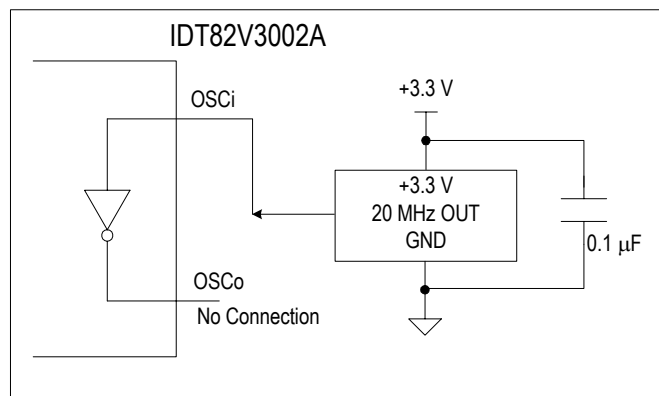 IDT82V3002A
OSCi
+3.3 V
+3.3 V
20 MHz OUT
GND
0.1 μF
OSCo
No Connection